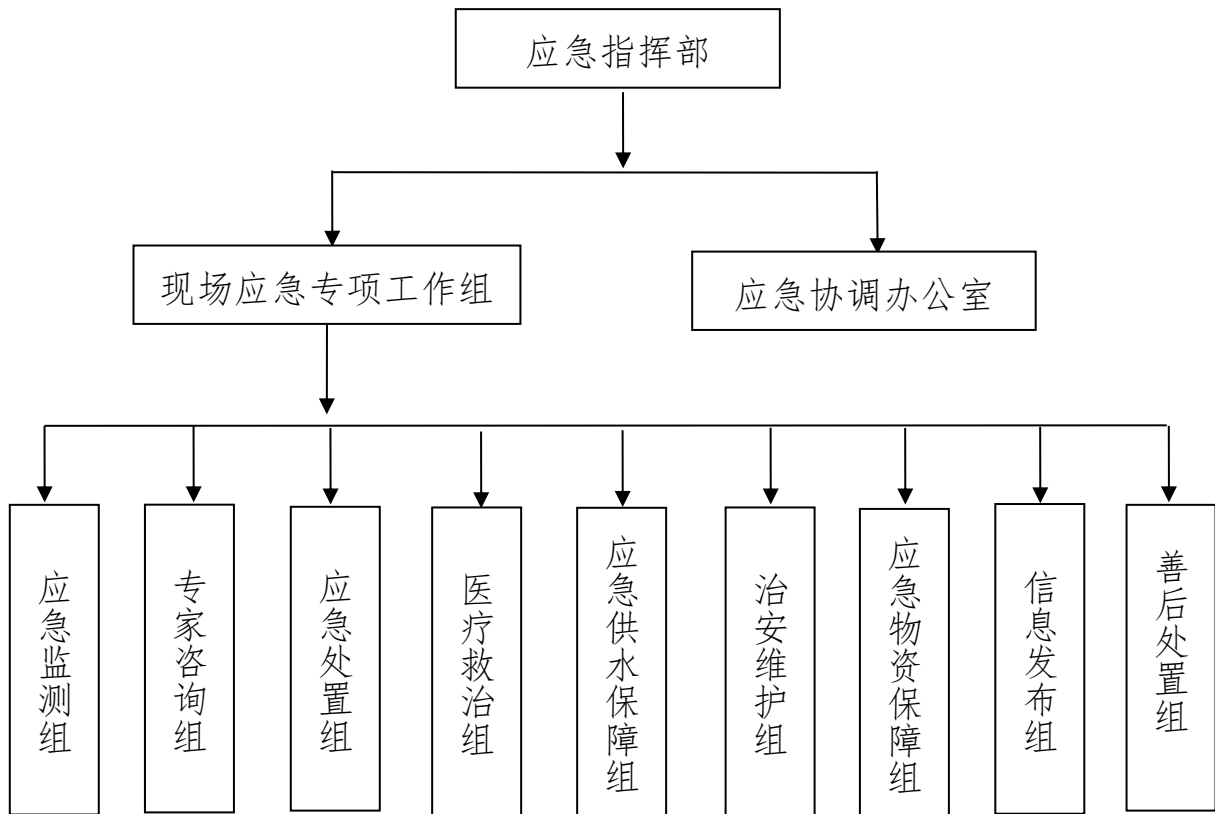 应急指挥部
现场应急专项工作组
应急协调办公室
应急监测组
专家咨询组
应急处置组
医疗救治组
应急供水保障组
治安维护组
应急物资保障组
信息发布组
善后处置组